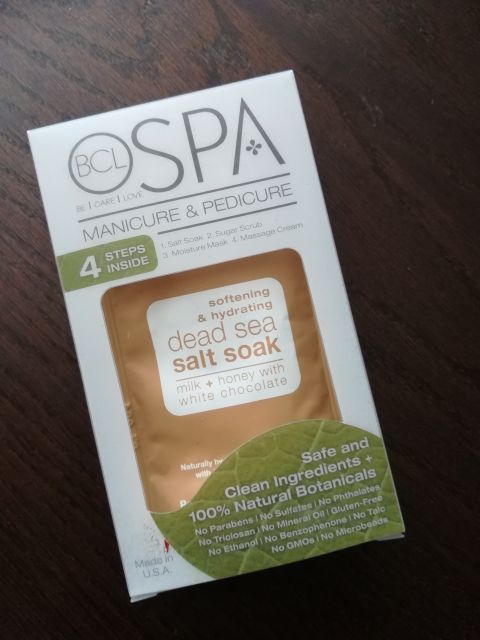 BCL
SPA
BE | CARE | LOVE
MANICURE & PEDICURE
4 STEPS INSIDE
1. Salt Soak 2. Sugar Scrub
3. Moisture Mask 4. Massage Cream
softening
& hydrating
dead sea
salt soak
milk + honey with
white chocolate
Naturally
with
Safe and
Clean Ingredients +
100% Natural Botanicals
No Parabens | No Sulfates | No Phthalates
No Triclosan | No Mineral Oil | Gluten-Free
No Ethanol | No Benzophenone | No Talc
No GMOs | No Microbeads
Made in
U.S.A.